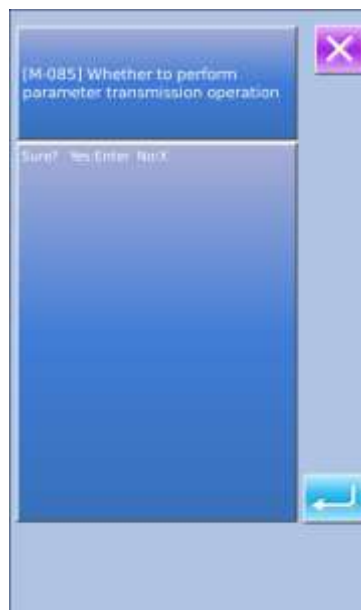 [M-085] Whether to perform
parameter transmission operation
Sure? Yes:Enter No:X